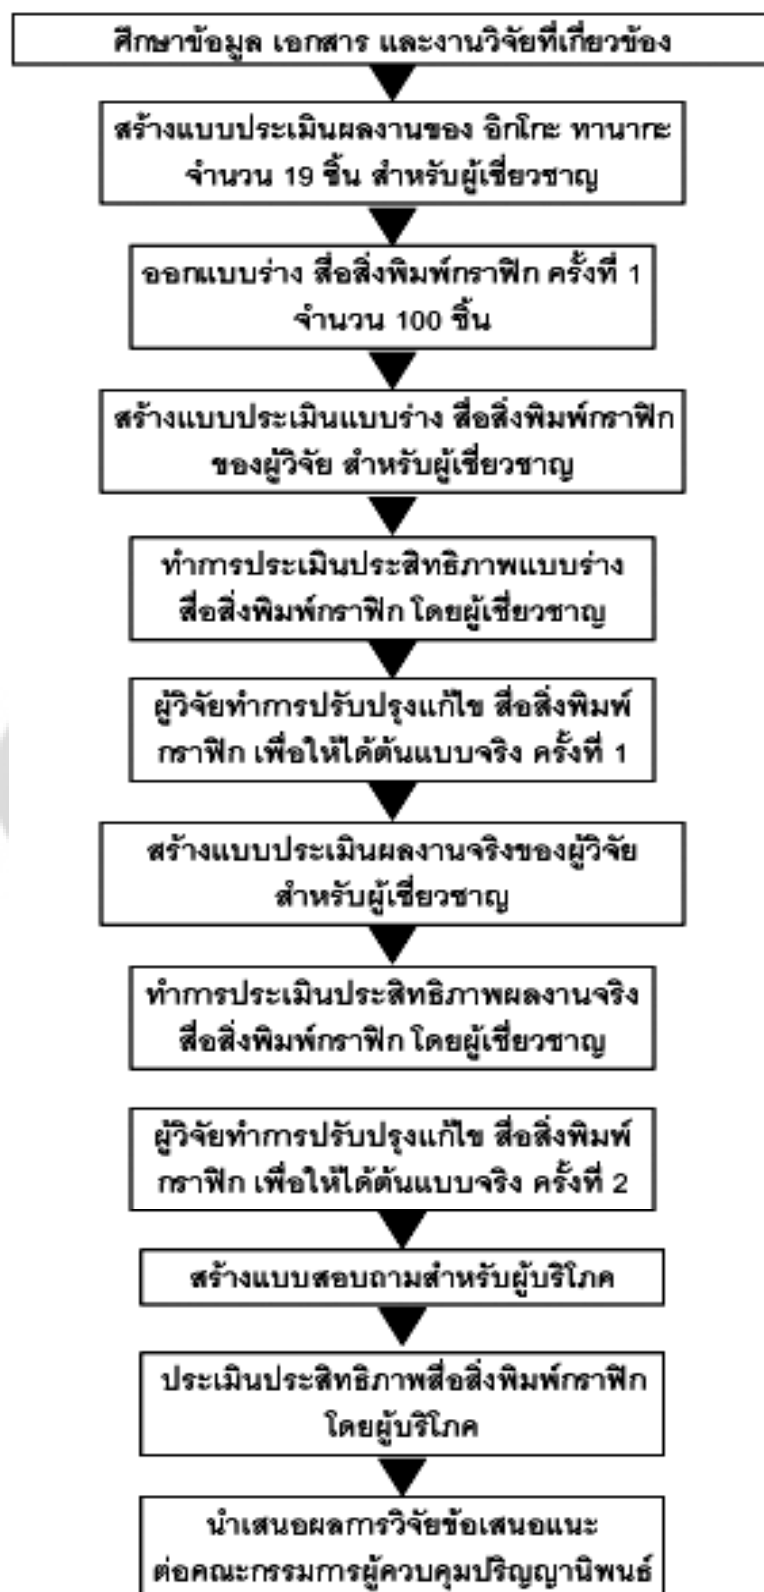 ศึกษาข้อมูล เอกสาร และงานวิจัยที่เกี่ยวข้อง
สร้างแบบประเมินผลงานของ อิกโกะ ทานากะ
จำนวน 19 ชิ้น สำหรับผู้เชี่ยวชาญ
ออกแบบร่าง สื่อสิ่งพิมพ์กราฟิก ครั้งที่ 1
จำนวน 100 ชิ้น
สร้างแบบประเมินแบบร่าง สื่อสิ่งพิมพ์กราฟิก
ของผู้วิจัย สำหรับผู้เชี่ยวชาญ
ทำการประเมินประสิทธิภาพแบบร่าง
สื่อสิ่งพิมพ์กราฟิก โดยผู้เชี่ยวชาญ
ผู้วิจัยทำการปรับปรุงแก้ไข สื่อสิ่งพิมพ์
กราฟิก เพื่อให้ได้ต้นแบบจริง ครั้งที่ 1
สร้างแบบประเมินผลงานจริงของผู้วิจัย
สำหรับผู้เชี่ยวชาญ
ทำการประเมินประสิทธิภาพผลงานจริง
สื่อสิ่งพิมพ์กราฟิก โดยผู้เชี่ยวชาญ
ผู้วิจัยทำการปรับปรุงแก้ไข สื่อสิ่งพิมพ์
กราฟิก เพื่อให้ได้ต้นแบบจริง ครั้งที่ 2
สร้างแบบสอบถามสำหรับผู้บริโภค
ประเมินประสิทธิภาพสื่อสิ่งพิมพ์กราฟิก
โดยผู้บริโภค
นำเสนอผลการวิจัยข้อเสนอแนะ
ต่อคณะกรรมการผู้ควบคุมปริญญานิพนธ์